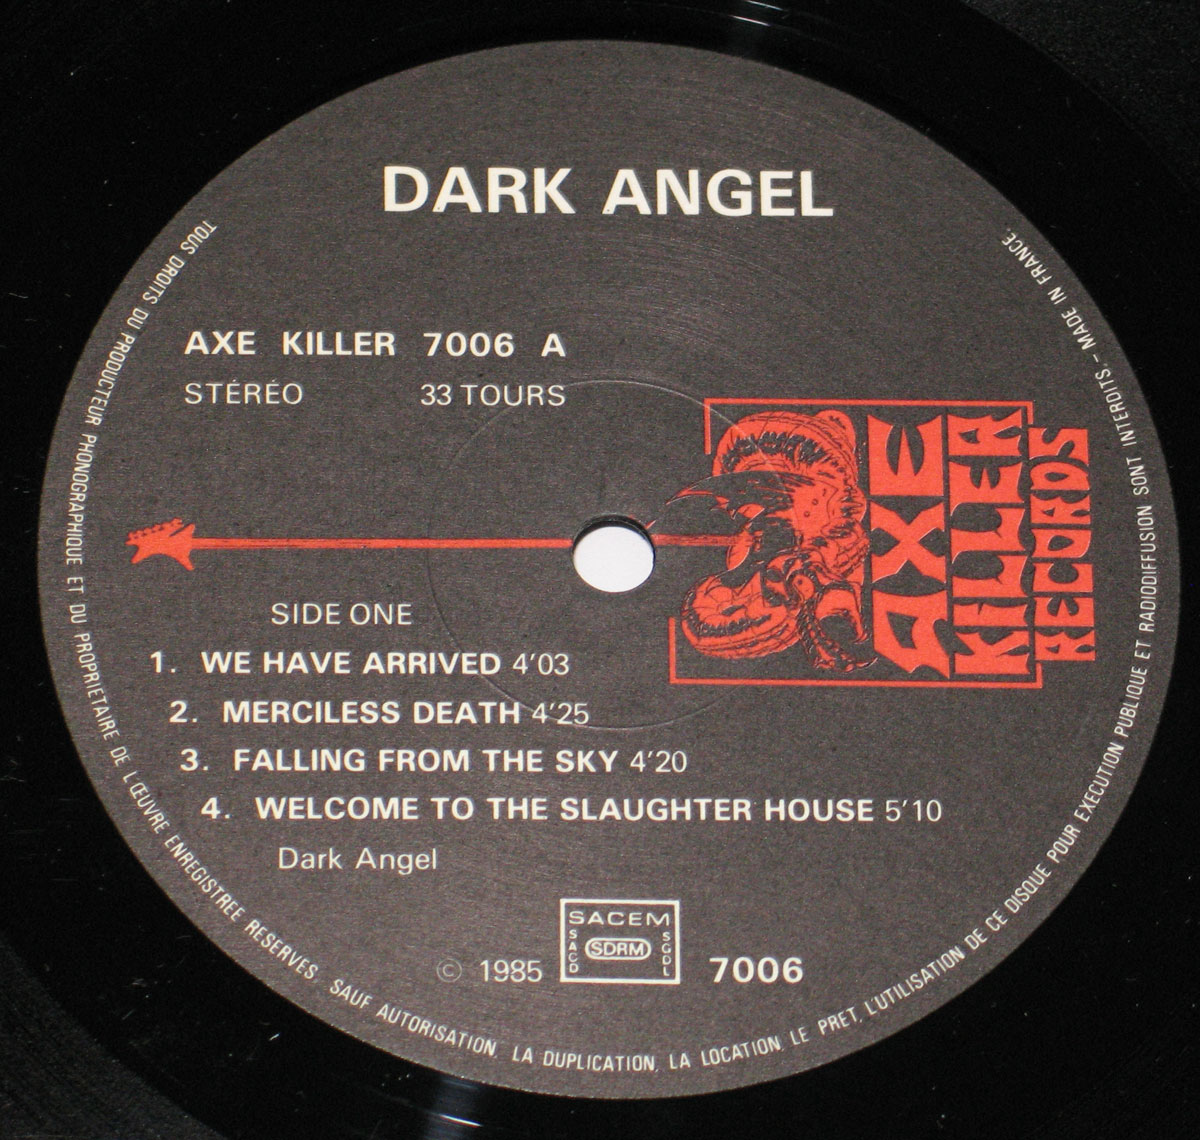 DARK ANGEL
AXE KILLER 7006 A
STÉRÉO 33 TOURS
AXE
KILLER
RECORDS
SIDE ONE
1. WE HAVE ARRIVED 4'03
2. MERCILESS DEATH 4'25
3. FALLING FROM THE SKY 4'20
4. WELCOME TO THE SLAUGHTER HOUSE 5'10
Dark Angel
SACEM
SACD
SDRM
SGDL
© 1985
7006
TOUS DROITS DU PRODUCTEUR PHONOGRAPHIQUE ET DU PROPRIETAIRE DE L'ŒUVRE ENREGISTREE RESERVES. SAUF AUTORISATION, LA DUPLICATION, LA LOCATION, LE PRET, L'UTILISATION DE CE DISQUE POUR EXECUTION PUBLIQUE ET RADIODIFFUSION SONT INTERDITS.– MADE IN FRANCE.